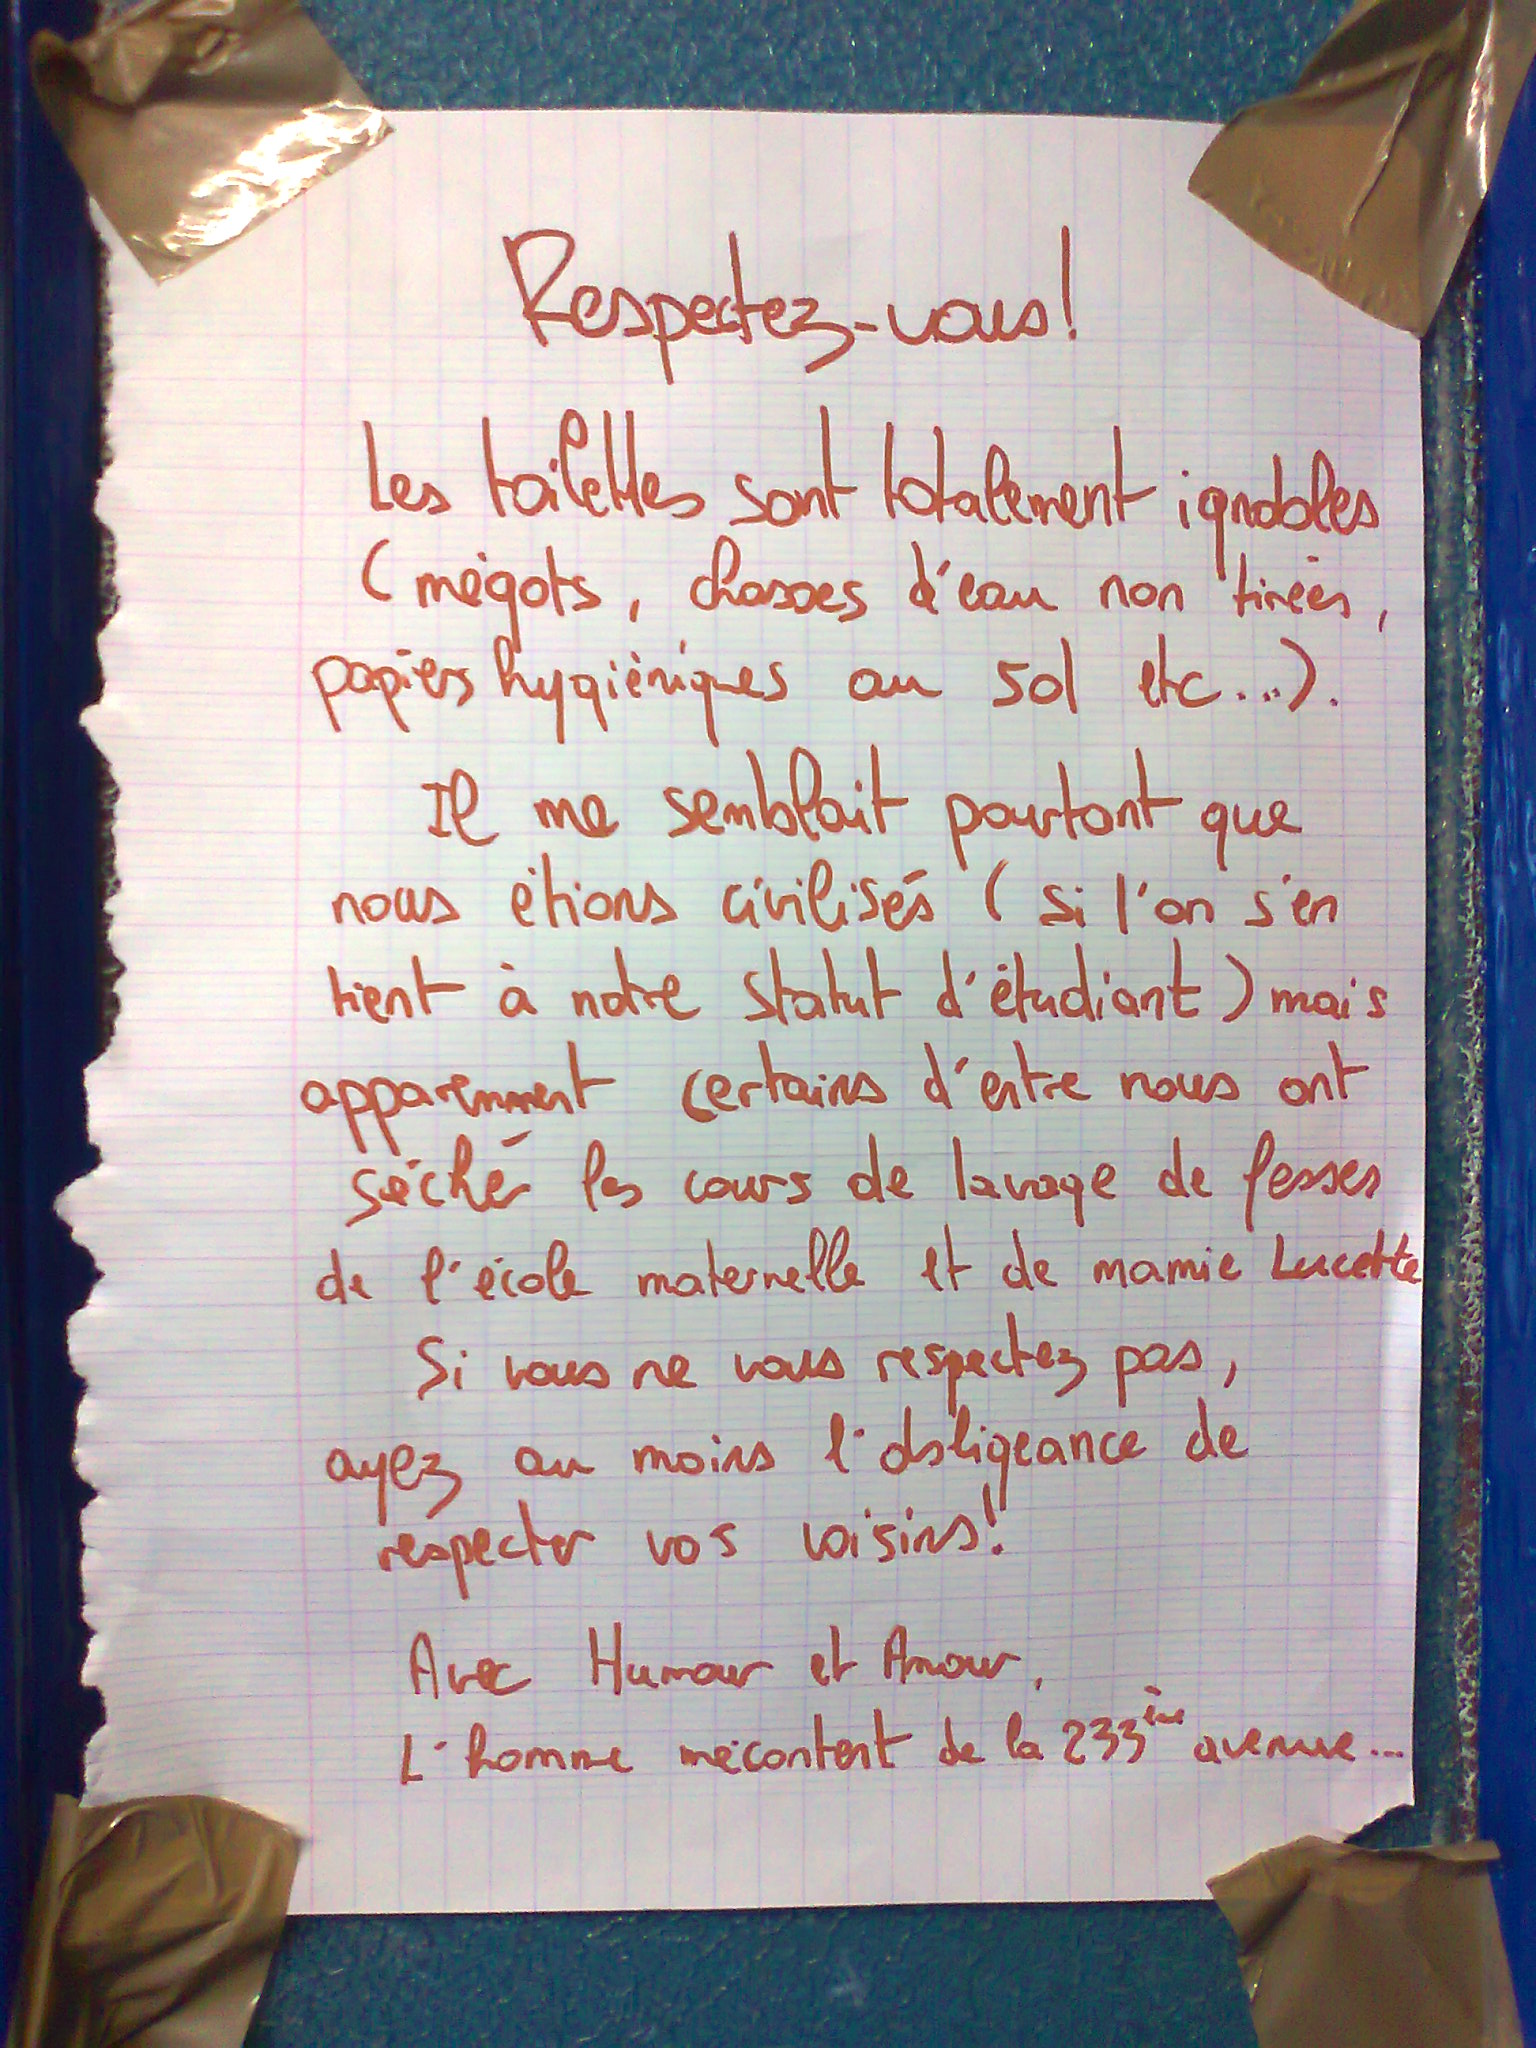 Respectez-vous!
Les toilettes sont totalement ignobles
(mégots, chasses d'eau non tirées,
papiers hygiéniques au sol etc...).
Il me semblait pourtant que
nous étions civilisés (si l'on s'en
tient à notre statut d'étudiant) mais
apparemment certains d'entre nous ont
séché les cours de lavage de fesses
de l'école maternelle et de mamie Lucette
Si vous ne vous respectez pas,
ayez au moins l'obligeance de
respecter vos voisins!
Avec Humour et Amour,
L'homme mécontent de la 233ème avenue...